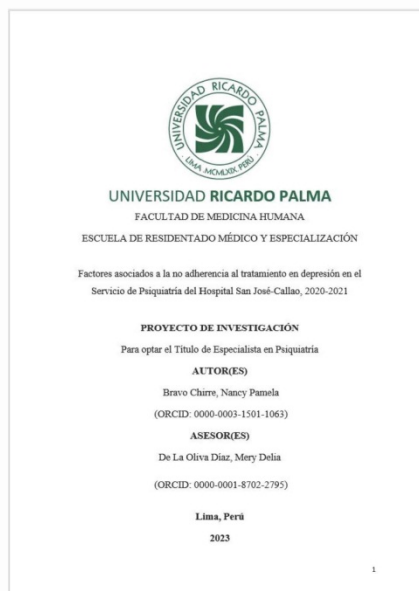 UNIVERSIDAD RICARDO PALMA
LIMA .MCMLXIX. PERÚ
UNIVERSIDAD RICARDO PALMA
FACULTAD DE MEDICINA HUMANA
ESCUELA DE RESIDENTADO MÉDICO Y ESPECIALIZACIÓN
Factores asociados a la no adherencia al tratamiento en depresión en el
Servicio de Psiquiatría del Hospital San José-Callao, 2020-2021
PROYECTO DE INVESTIGACIÓN
Para optar el Título de Especialista en Psiquiatría
AUTOR(ES)
Bravo Chirre, Nancy Pamela
(ORCID: 0000-0003-1501-1063)
ASESOR(ES)
De La Oliva Díaz, Mery Delia
(ORCID: 0000-0001-8702-2795)
Lima, Perú
2023
1